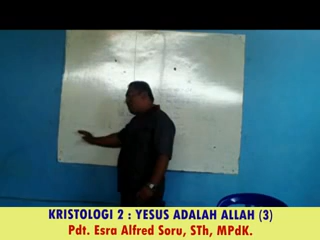 KRISTOLOGI 2 : YESUS ADALAH ALLAH (3)
Pdt. Esra Alfred Soru, STh, MPdK.